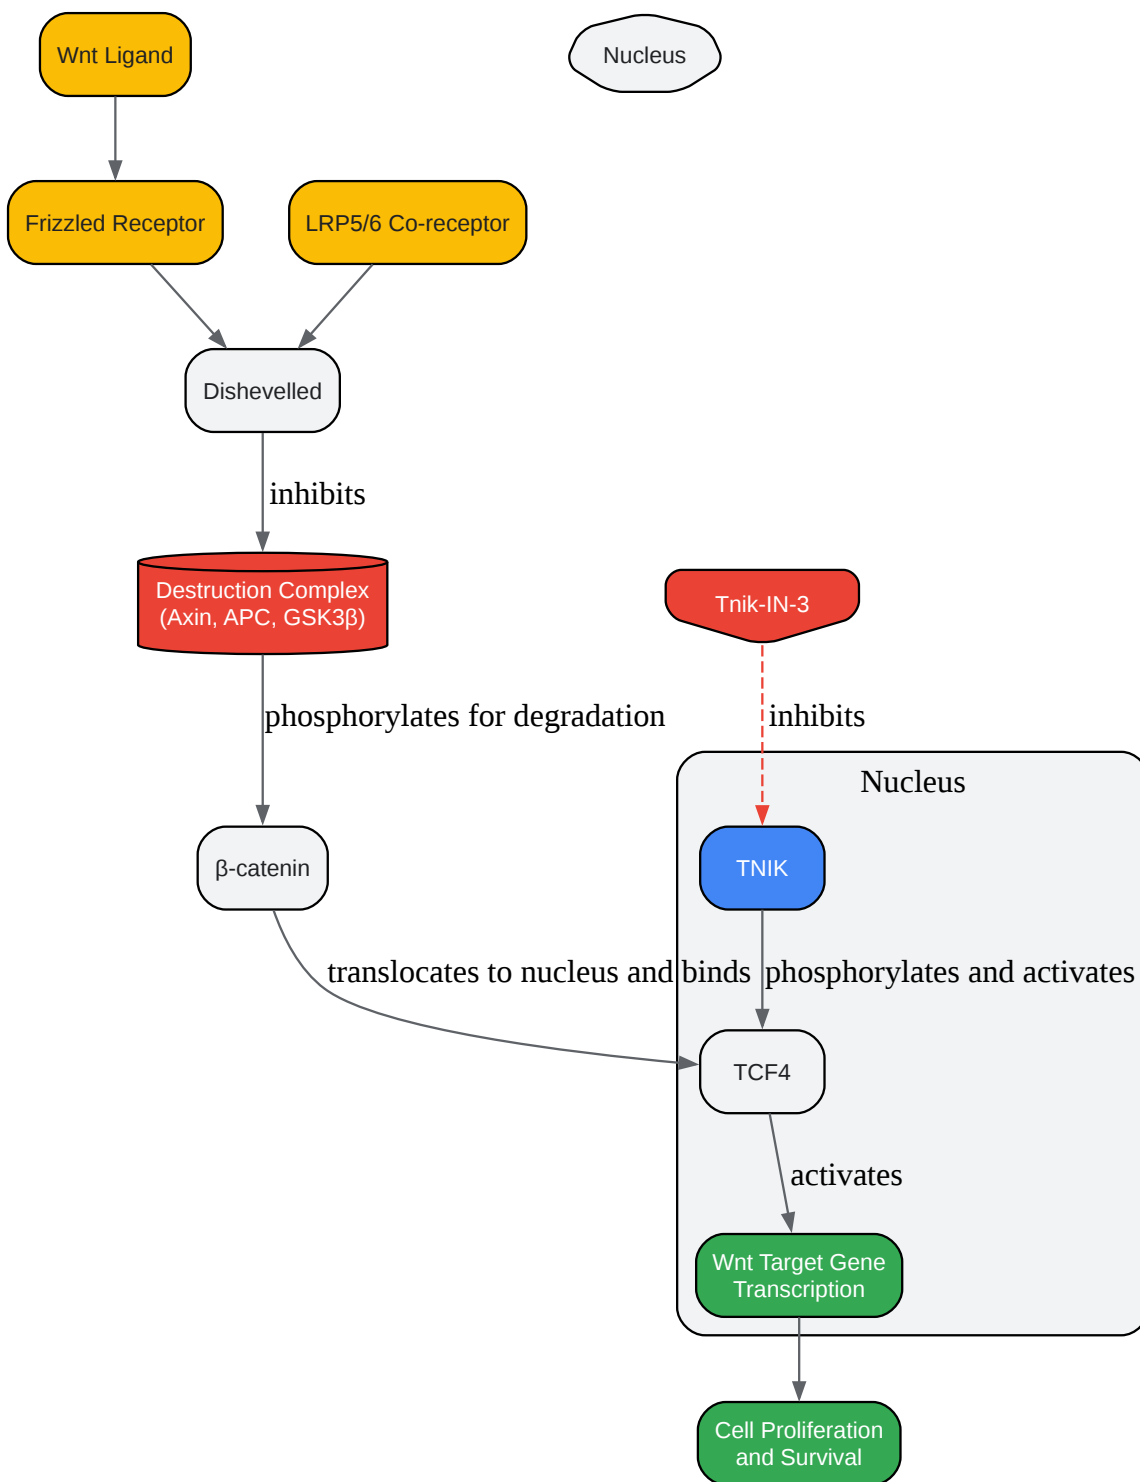 Wnt Ligand
Nucleus
Frizzled Receptor
LRP5/6 Co-receptor
Dishevelled
inhibits
Destruction Complex
(Axin, APC, GSK3β)
Tnik-IN-3
phosphorylates for degradation
inhibits
Nucleus
β-catenin
TNIK
translocates to nucleus and binds
phosphorylates and activates
TCF4
activates
Wnt Target Gene
Transcription
Cell Proliferation
and Survival